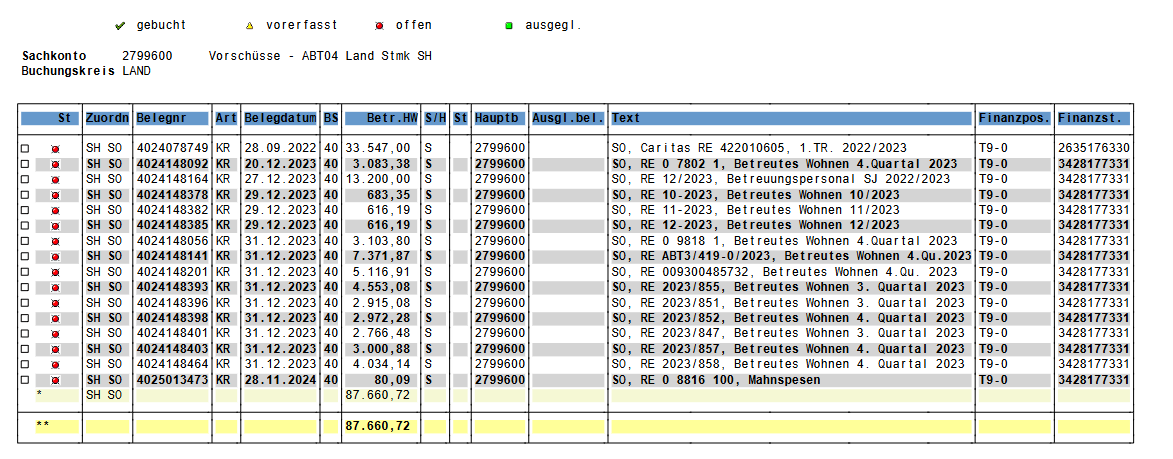 gebucht vorerfasst offen ausgegl.
Sachkonto 2799600 Vorschüsse - ABT04 Land Stmk SH
Buchungskreis LAND
St Zuordn Belegnr Art Belegdatum BS Betr.HW S/H St Hauptb Ausgl.bel. Text Finanzpos. Finanzst.
SH SO 4024078749 KR 28.09.2022 40 33.547,00 S 2799600 SO, Caritas RE 422010605, 1.TR. 2022/2023 T9-0 2635176330
SH SO 4024148092 KR 20.12.2023 40 3.083,38 S 2799600 SO, RE 0 7802 1, Betreutes Wohnen 4.Quartal 2023 T9-0 3428177331
SH SO 4024148164 KR 27.12.2023 40 13.200,00 S 2799600 SO, RE 12/2023, Betreuungspersonal SJ 2022/2023 T9-0 3428177331
SH SO 4024148378 KR 29.12.2023 40 683,35 S 2799600 SO, RE 10-2023, Betreutes Wohnen 10/2023 T9-0 3428177331
SH SO 4024148382 KR 29.12.2023 40 616,19 S 2799600 SO, RE 11-2023, Betreutes Wohnen 11/2023 T9-0 3428177331
SH SO 4024148385 KR 29.12.2023 40 616,19 S 2799600 SO, RE 12-2023, Betreutes Wohnen 12/2023 T9-0 3428177331
SH SO 4024148056 KR 31.12.2023 40 3.103,80 S 2799600 SO, RE 0 9818 1, Betreutes Wohnen 4.Quartal 2023 T9-0 3428177331
SH SO 4024148141 KR 31.12.2023 40 7.371,87 S 2799600 SO, RE ABT3/419-0/2023, Betreutes Wohnen 4.Qu.2023 T9-0 3428177331
SH SO 4024148201 KR 31.12.2023 40 5.116,91 S 2799600 SO, RE 009300485732, Betreutes Wohnen 4.Qu. 2023 T9-0 3428177331
SH SO 4024148393 KR 31.12.2023 40 4.553,08 S 2799600 SO, RE 2023/855, Betreutes Wohnen 3. Quartal 2023 T9-0 3428177331
SH SO 4024148396 KR 31.12.2023 40 2.915,08 S 2799600 SO, RE 2023/851, Betreutes Wohnen 3. Quartal 2023 T9-0 3428177331
SH SO 4024148398 KR 31.12.2023 40 2.972,28 S 2799600 SO, RE 2023/852, Betreutes Wohnen 4. Quartal 2023 T9-0 3428177331
SH SO 4024148401 KR 31.12.2023 40 2.766,48 S 2799600 SO, RE 2023/847, Betreutes Wohnen 3. Quartal 2023 T9-0 3428177331
SH SO 4024148403 KR 31.12.2023 40 3.000,88 S 2799600 SO, RE 2023/857, Betreutes Wohnen 4. Quartal 2023 T9-0 3428177331
SH SO 4024148464 KR 31.12.2023 40 4.034,14 S 2799600 SO, RE 2023/858, Betreutes Wohnen 4. Quartal 2023 T9-0 3428177331
SH SO 4025013473 KR 28.11.2024 40 80,09 S 2799600 SO, RE 0 8816 100, Mahnspesen T9-0 3428177331
* SH SO 87.660,72
** 87.660,72